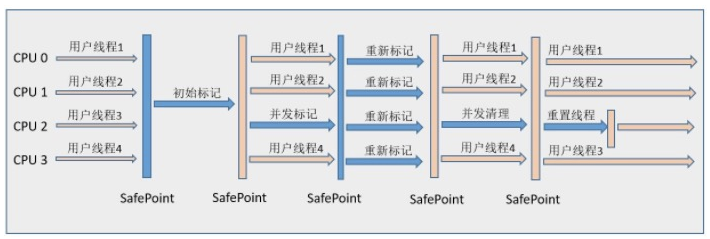 CPU 0 用户线程1 用户线程1 重新标记 用户线程1 用户线程1
CPU 1 用户线程2 初始标记 用户线程2 重新标记 用户线程2 用户线程2
CPU 2 用户线程3 并发标记 重新标记 并发清理 重置线程
CPU 3 用户线程4 用户线程4 重新标记 用户线程4 用户线程3
SafePoint SafePoint SafePoint SafePoint SafePoint